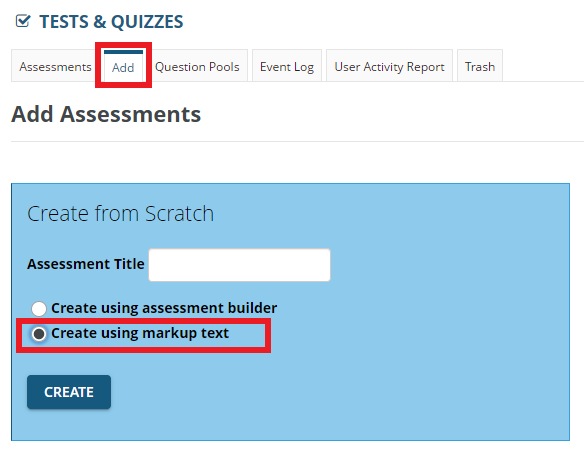 TESTS & QUIZZES
Assessments Add Question Pools Event Log User Activity Report Trash
Add Assessments
Create from Scratch
Assessment Title
Create using assessment builder
Create using markup text
CREATE